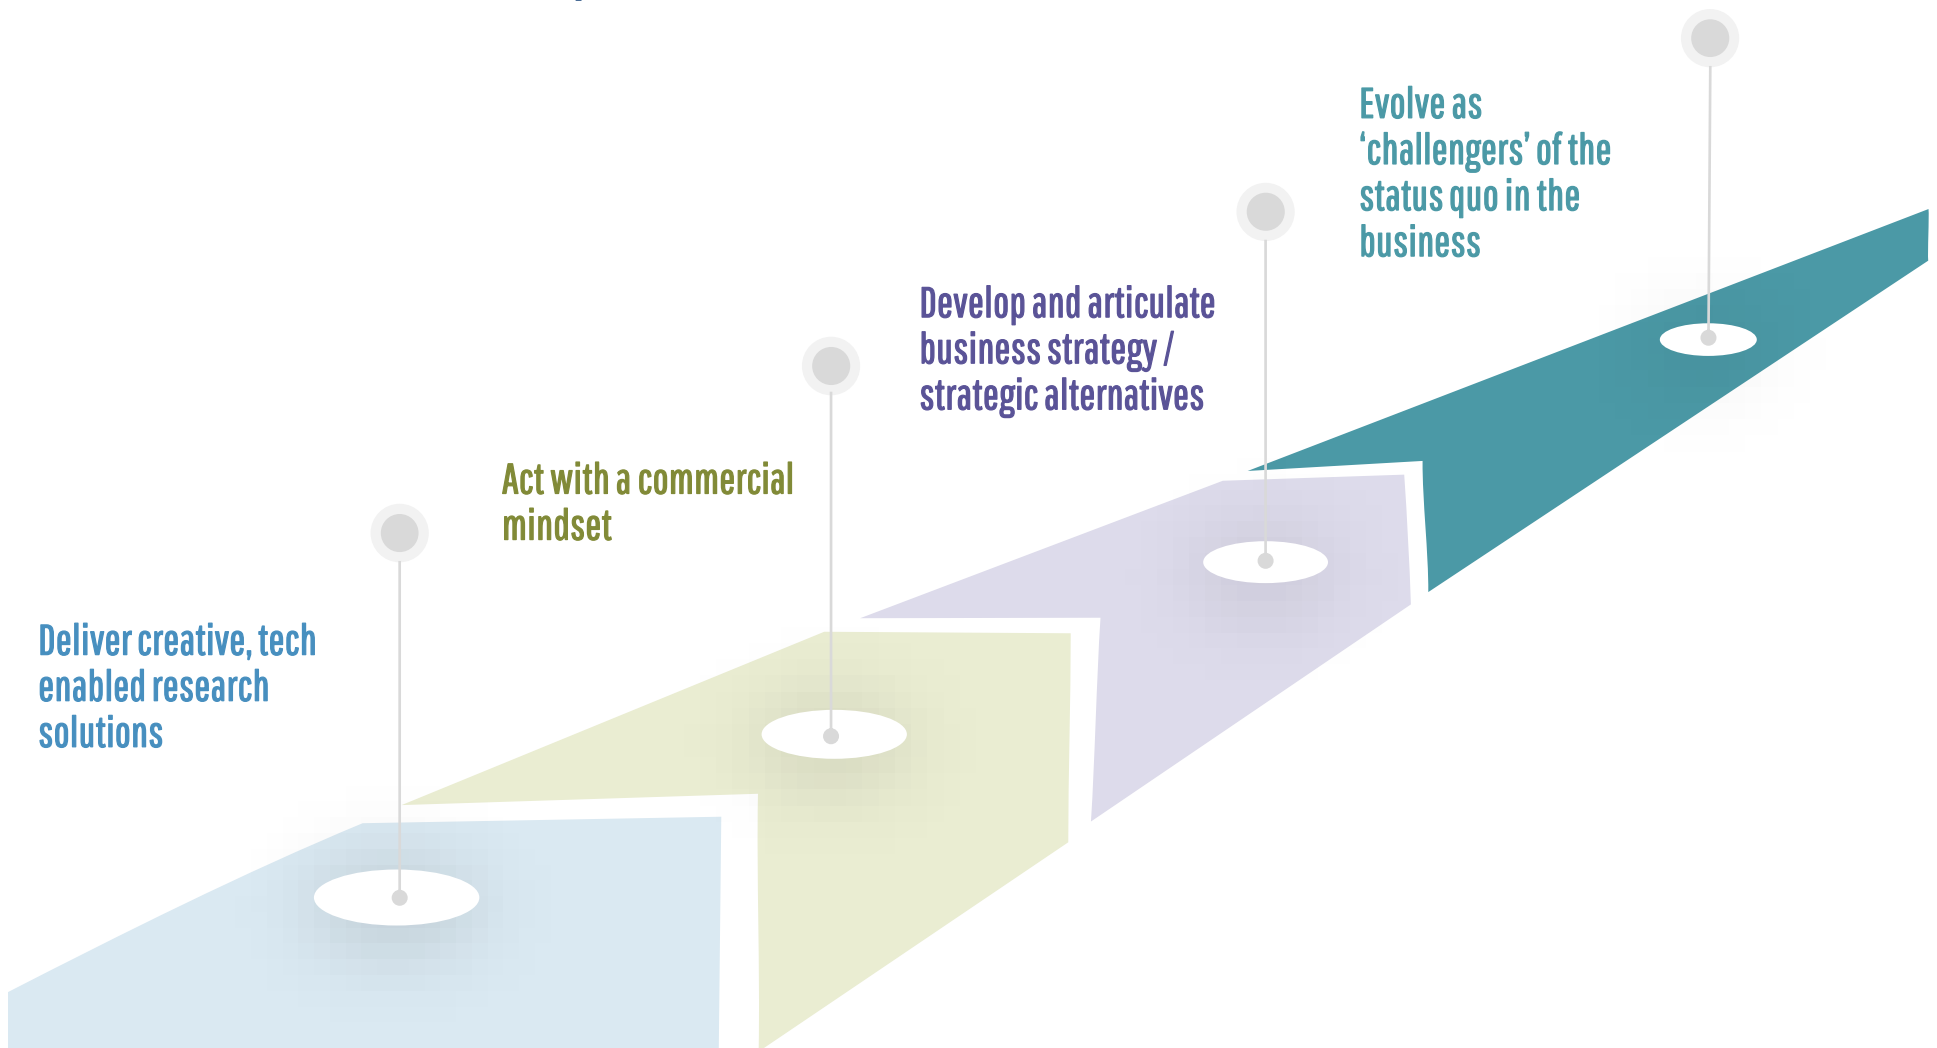 Deliver creative, tech
enabled research
solutions
Act with a commercial
mindset
Develop and articulate
business strategy /
strategic alternatives
Evolve as
‘challengers’ of the
status quo in the
business